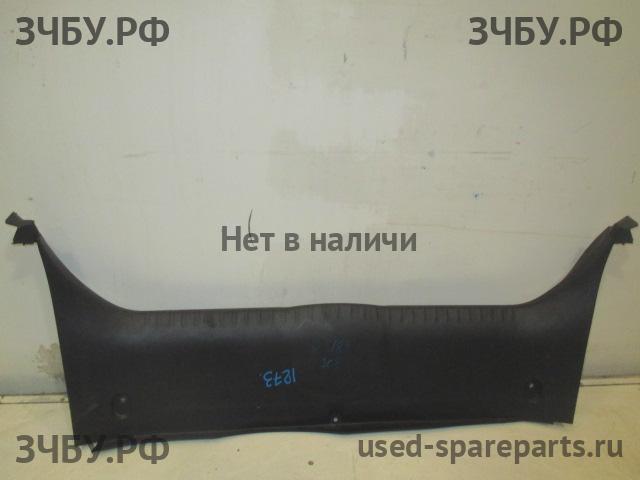 ЗЧБУ.РФ
ЗЧБУ.РФ
Нет в наличи
1273.
ЗЧБУ.РФ
used-spareparts.ru